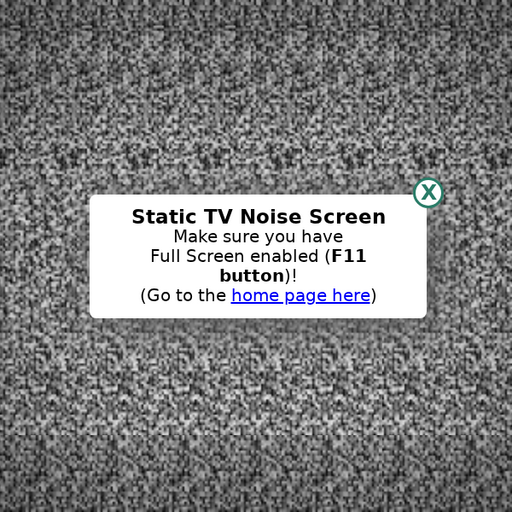 X
Static TV Noise Screen
Make sure you have
Full Screen enabled (F11
button)!
(Go to the home page here)